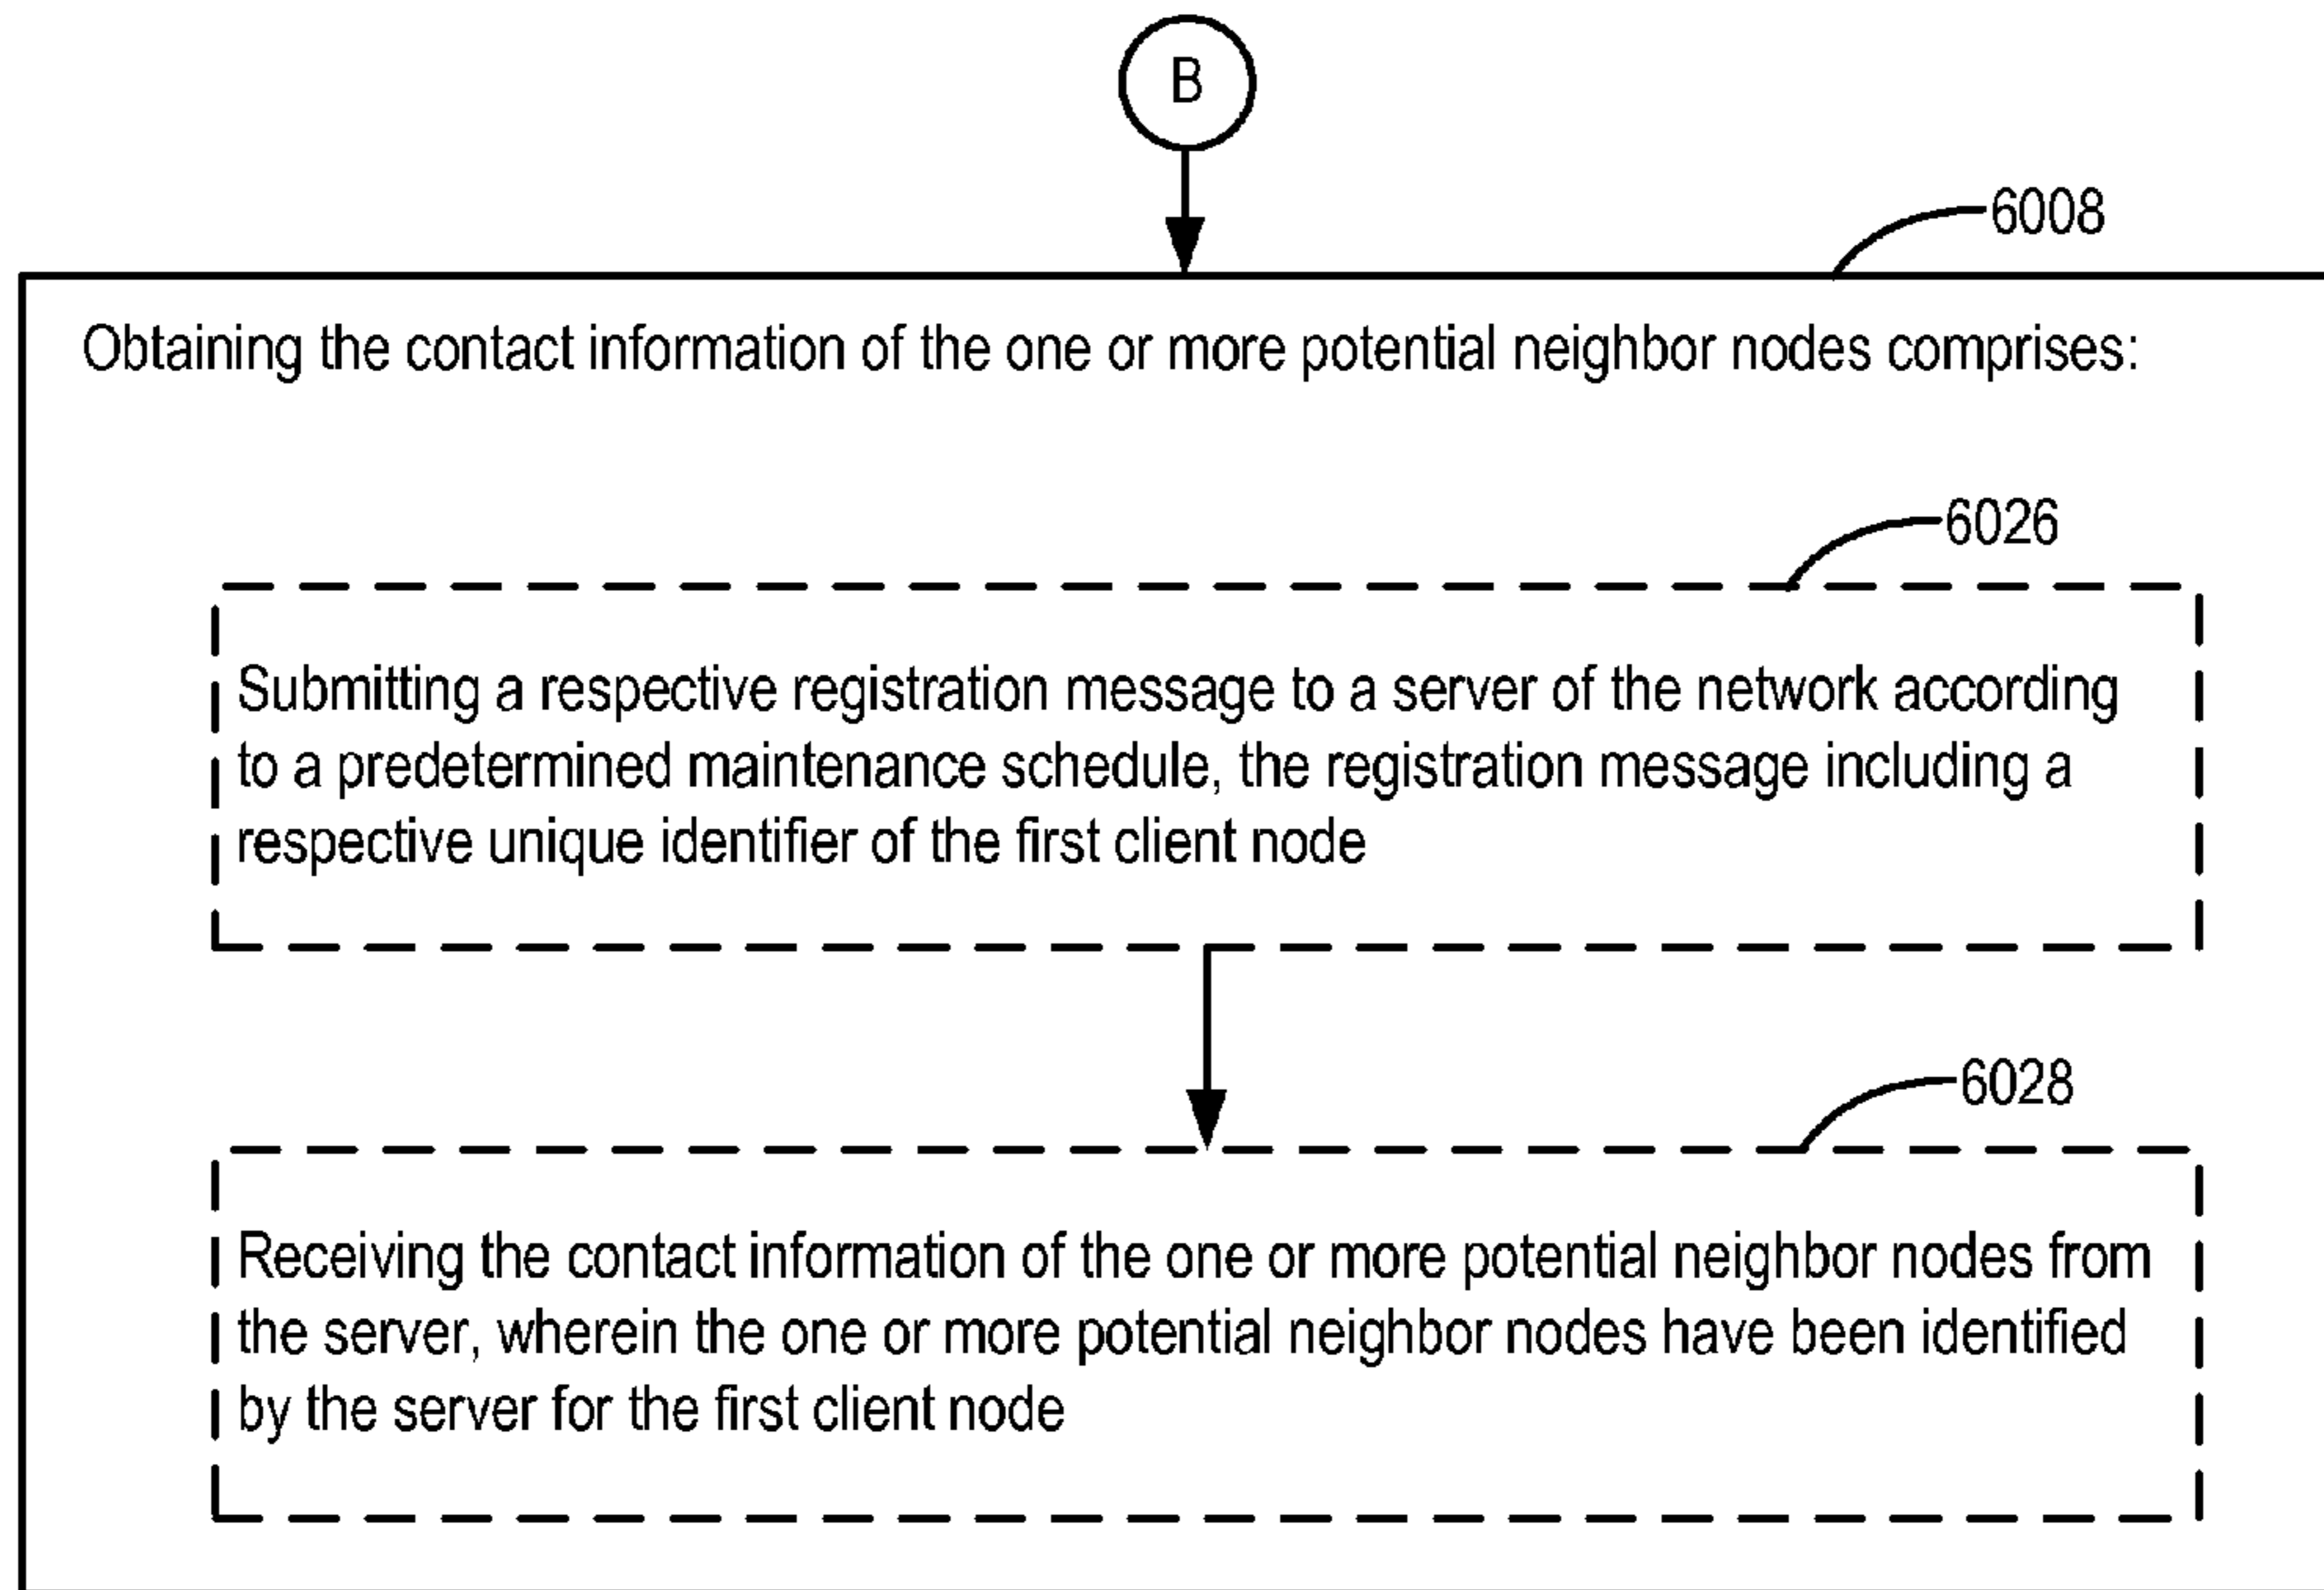 B
6008
Obtaining the contact information of the one or more potential neighbor nodes comprises:
6026
Submitting a respective registration message to a server of the network according
to a predetermined maintenance schedule, the registration message including a
respective unique identifier of the first client node
6028
Receiving the contact information of the one or more potential neighbor nodes from
the server, wherein the one or more potential neighbor nodes have been identified
by the server for the first client node